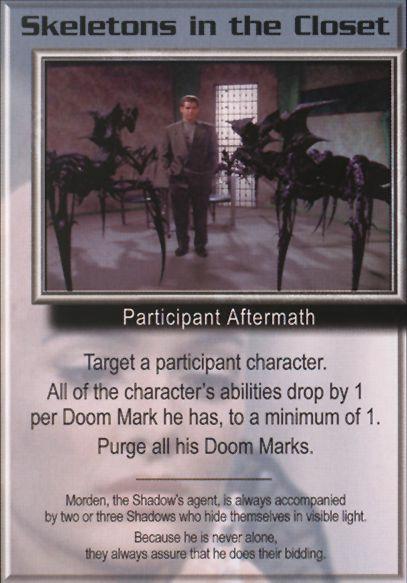 Skeletons in the Closet
Participant Aftermath
Target a participant character.
All of the character's abilities drop by 1
per Doom Mark he has, to a minimum of 1.
Purge all his Doom Marks.
Morden, the Shadow's agent, is always accompanied
by two or three Shadows who hide themselves in visible light.
Because he is never alone,
they always assure that he does their bidding.